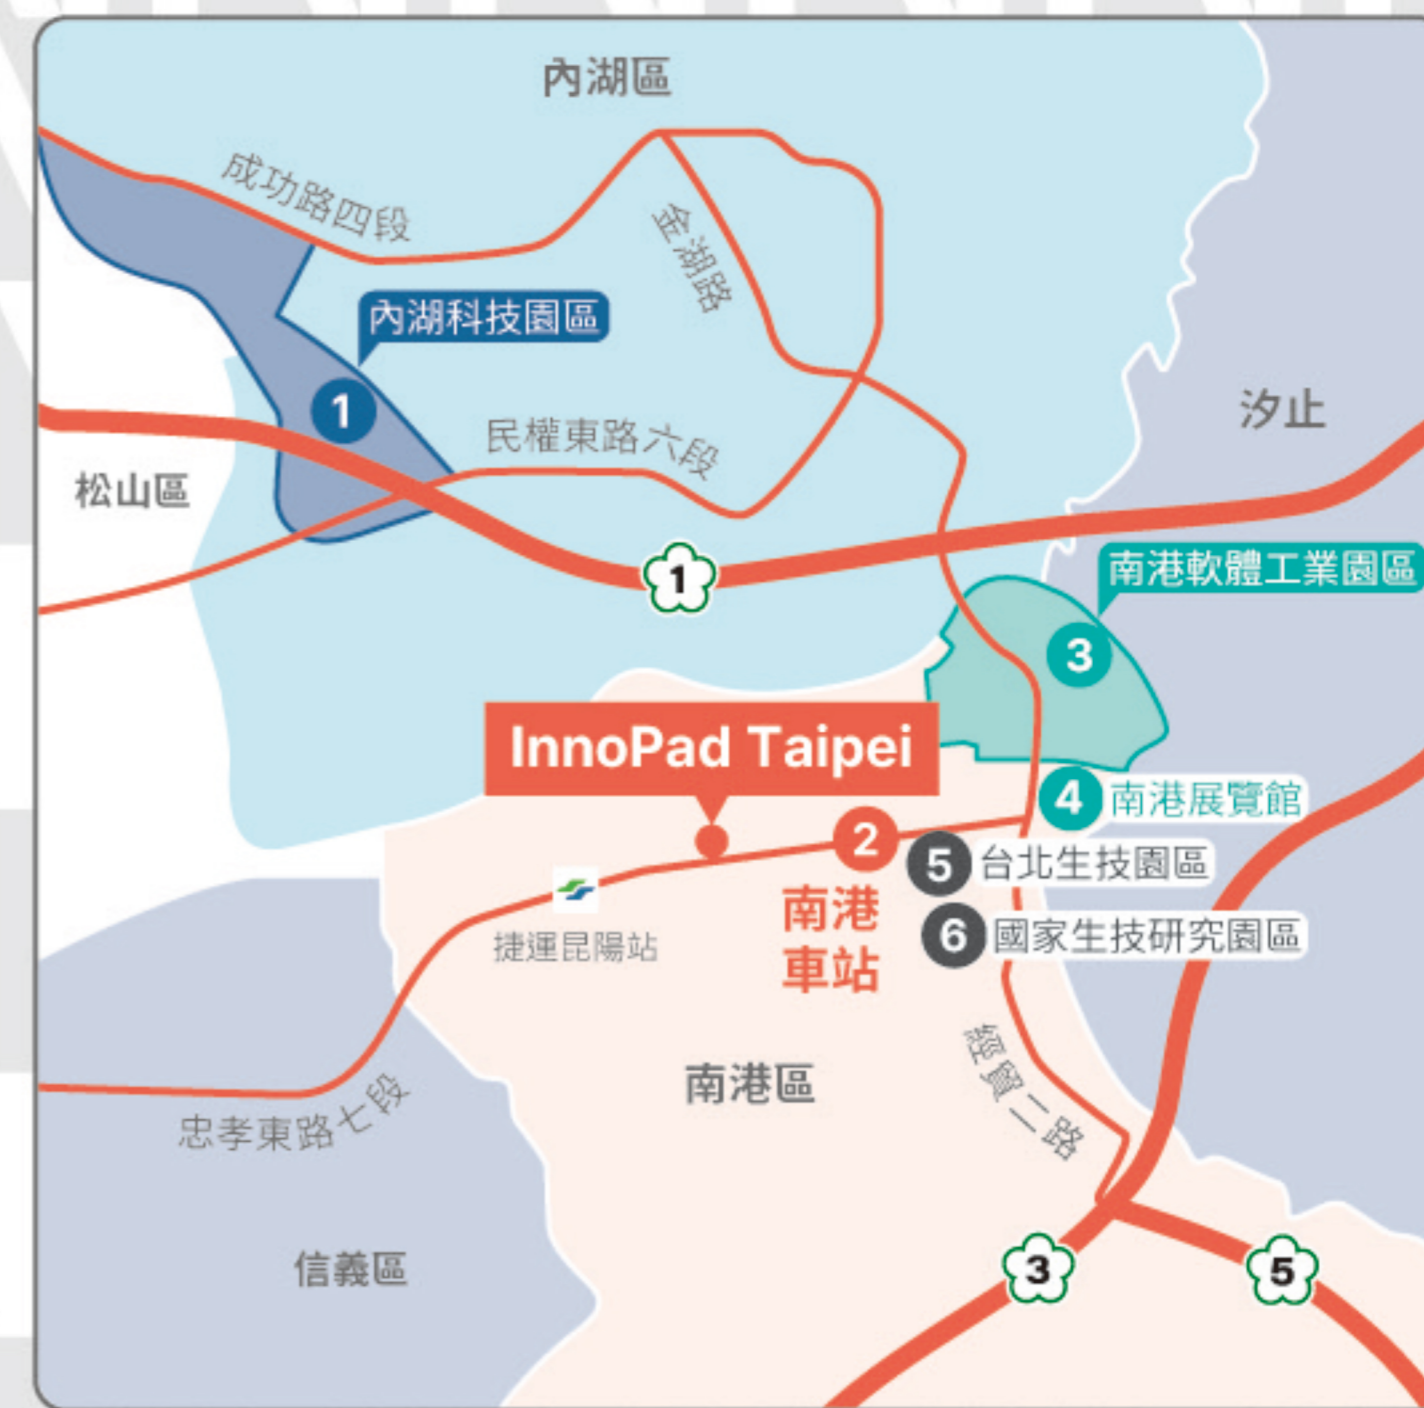 內湖區
成功路四段
金湖路
內湖科技園區
1
汐止
民權東路六段
松山區
1
南港軟體工業園區
3
InnoPad Taipei
4 南港展覽館
2
南港
車站
5 台北生技園區
6 國家生技研究園區
捷運昆陽站
經貿二路
南港區
忠孝東路七段
信義區
3
5